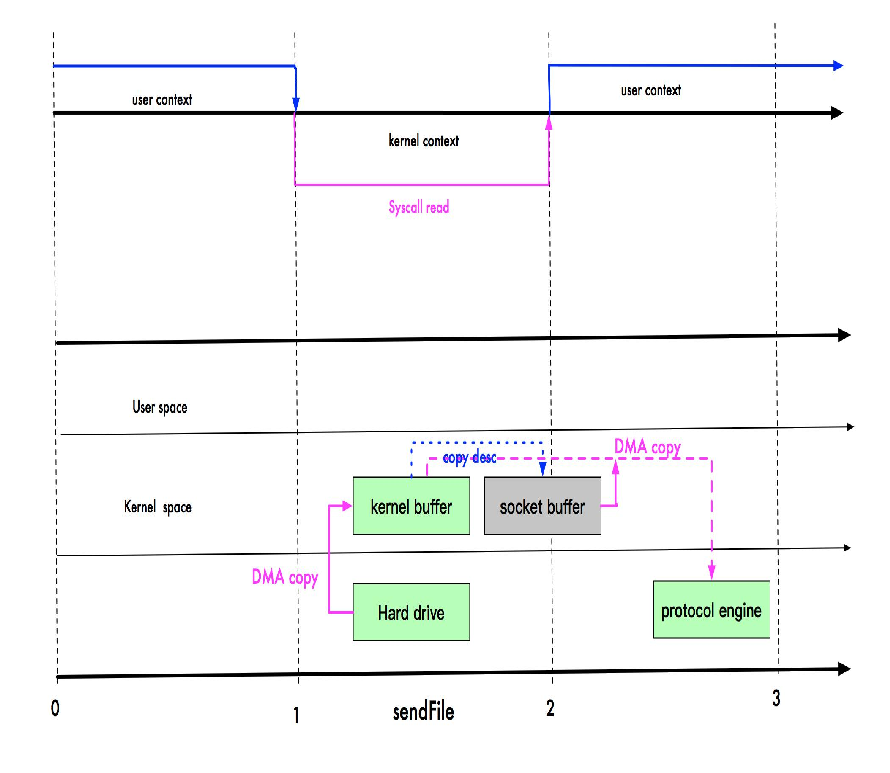 user context
user context
kernel context
Syscall read
User space
DMA copy
copy desc
Kernel space
kernel buffer
socket buffer
DMA copy
Hard drive
protocol engine
0
1
sendFile
2
3